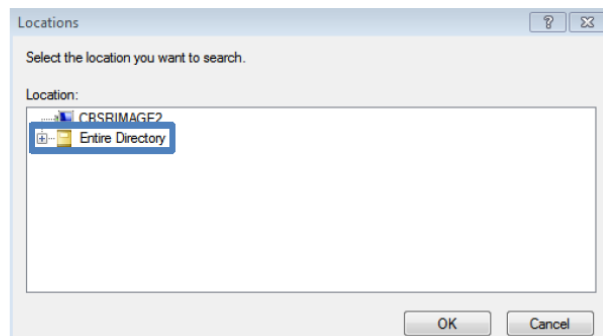 Locations
Select the location you want to search.
Location:
CBSRIMAGE2
Entire Directory
OK Cancel